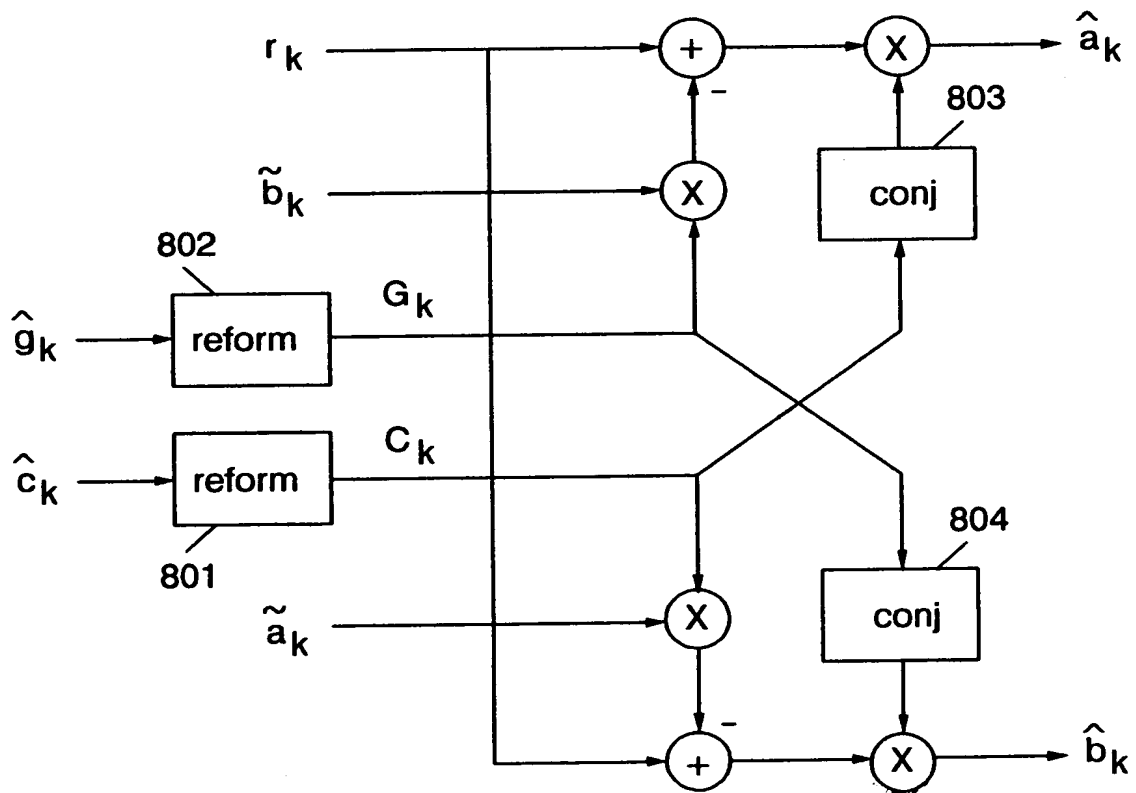 r_k
+
X
â_k
-
803
b̃_k
X
conj
802
ĝ_k
reform
G_k
ĉ_k
reform
C_k
801
804
ã_k
X
conj
-
+
X
b̂_k